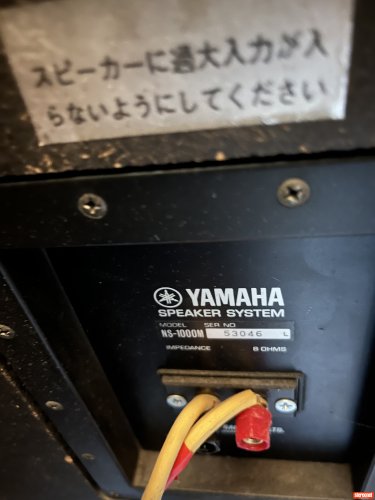 スピーカーに過大入力が入
らないようにしてください
YAMAHA
SPEAKER SYSTEM
MODEL SER NO
NS-1000M 53046 L
IMPEDANCE 8 OHMS